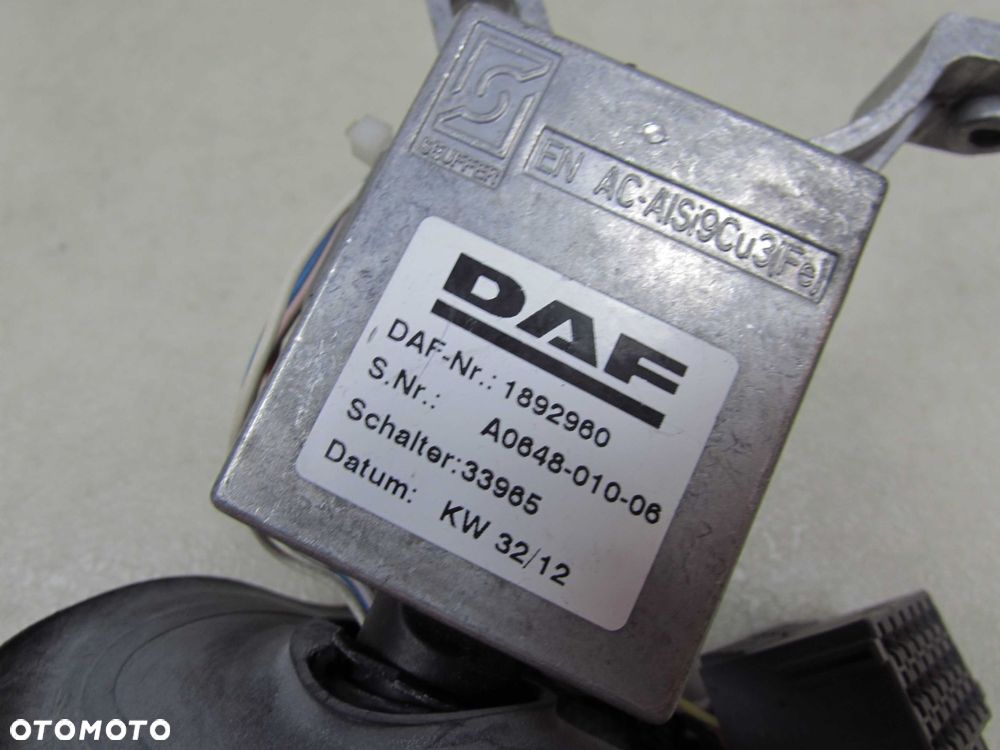 SEUFFER
EN AC-AlSi9Cu3(Fe)
DAF
DAF-Nr.: 1892960
S.Nr.: A0648-010-06
Schalter:33965
Datum: KW 32/12
OTOMOTO